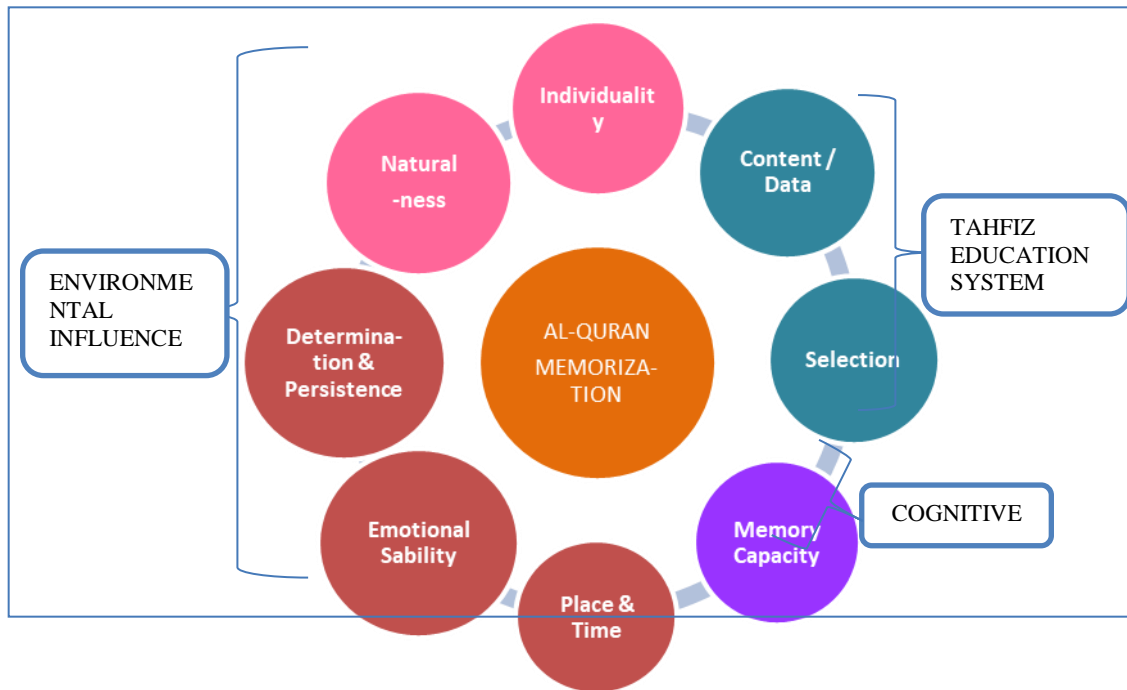 Individualit
y
Natural
-ness
Content /
Data
TAHFIZ
EDUCATION
SYSTEM
ENVIRONME
NTAL
INFLUENCE
Determina-
tion &
Persistence
AL-QURAN
MEMORIZA-
TION
Selection
Emotional
Sability
Memory
Capacity
COGNITIVE
Place &
Time